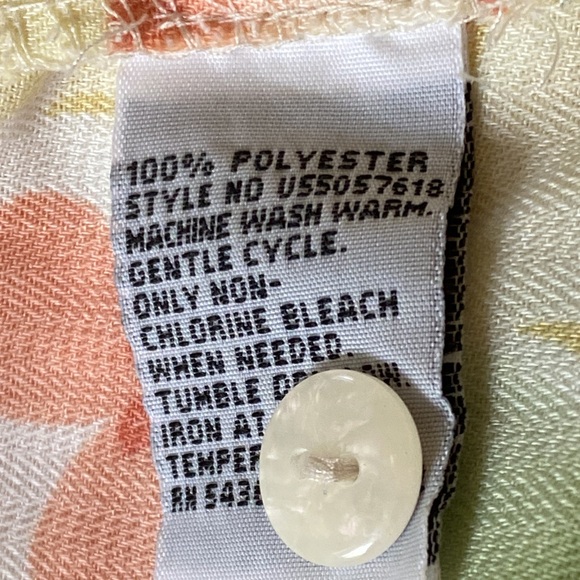 100% POLYESTER
STYLE NO US5057618
MACHINE WASH WARM.
GENTLE CYCLE.
ONLY NON-
CHLORINE BLEACH
WHEN NEEDED.
TUMBLE
IRON AT
RN